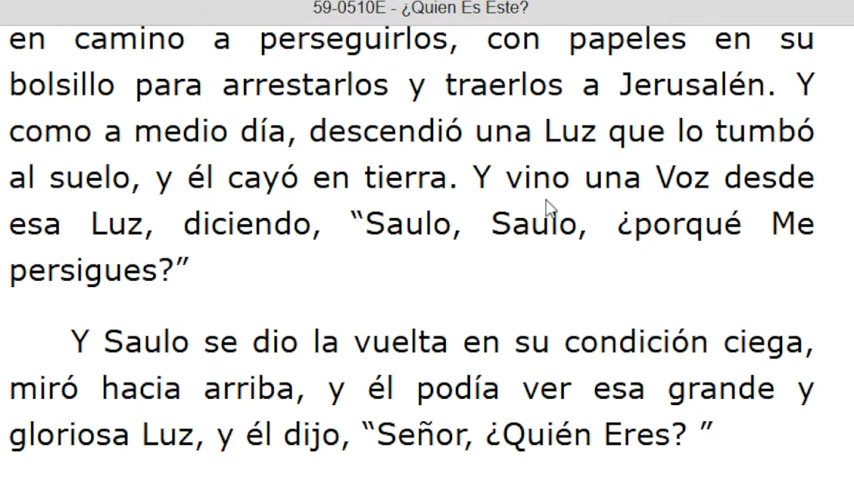 59-0510E - ¿Quien Es Este?
en camino a perseguirlos, con papeles en su
bolsillo para arrestarlos y traerlos a Jerusalén. Y
como a medio día, descendió una Luz que lo tumbó
al suelo, y él cayó en tierra. Y vino una Voz desde
esa Luz, diciendo, “Saulo, Saulo, ¿porqué Me
persigues?”
Y Saulo se dio la vuelta en su condición ciega,
miró hacia arriba, y él podía ver esa grande y
gloriosa Luz, y él dijo, “Señor, ¿Quién Eres? ”